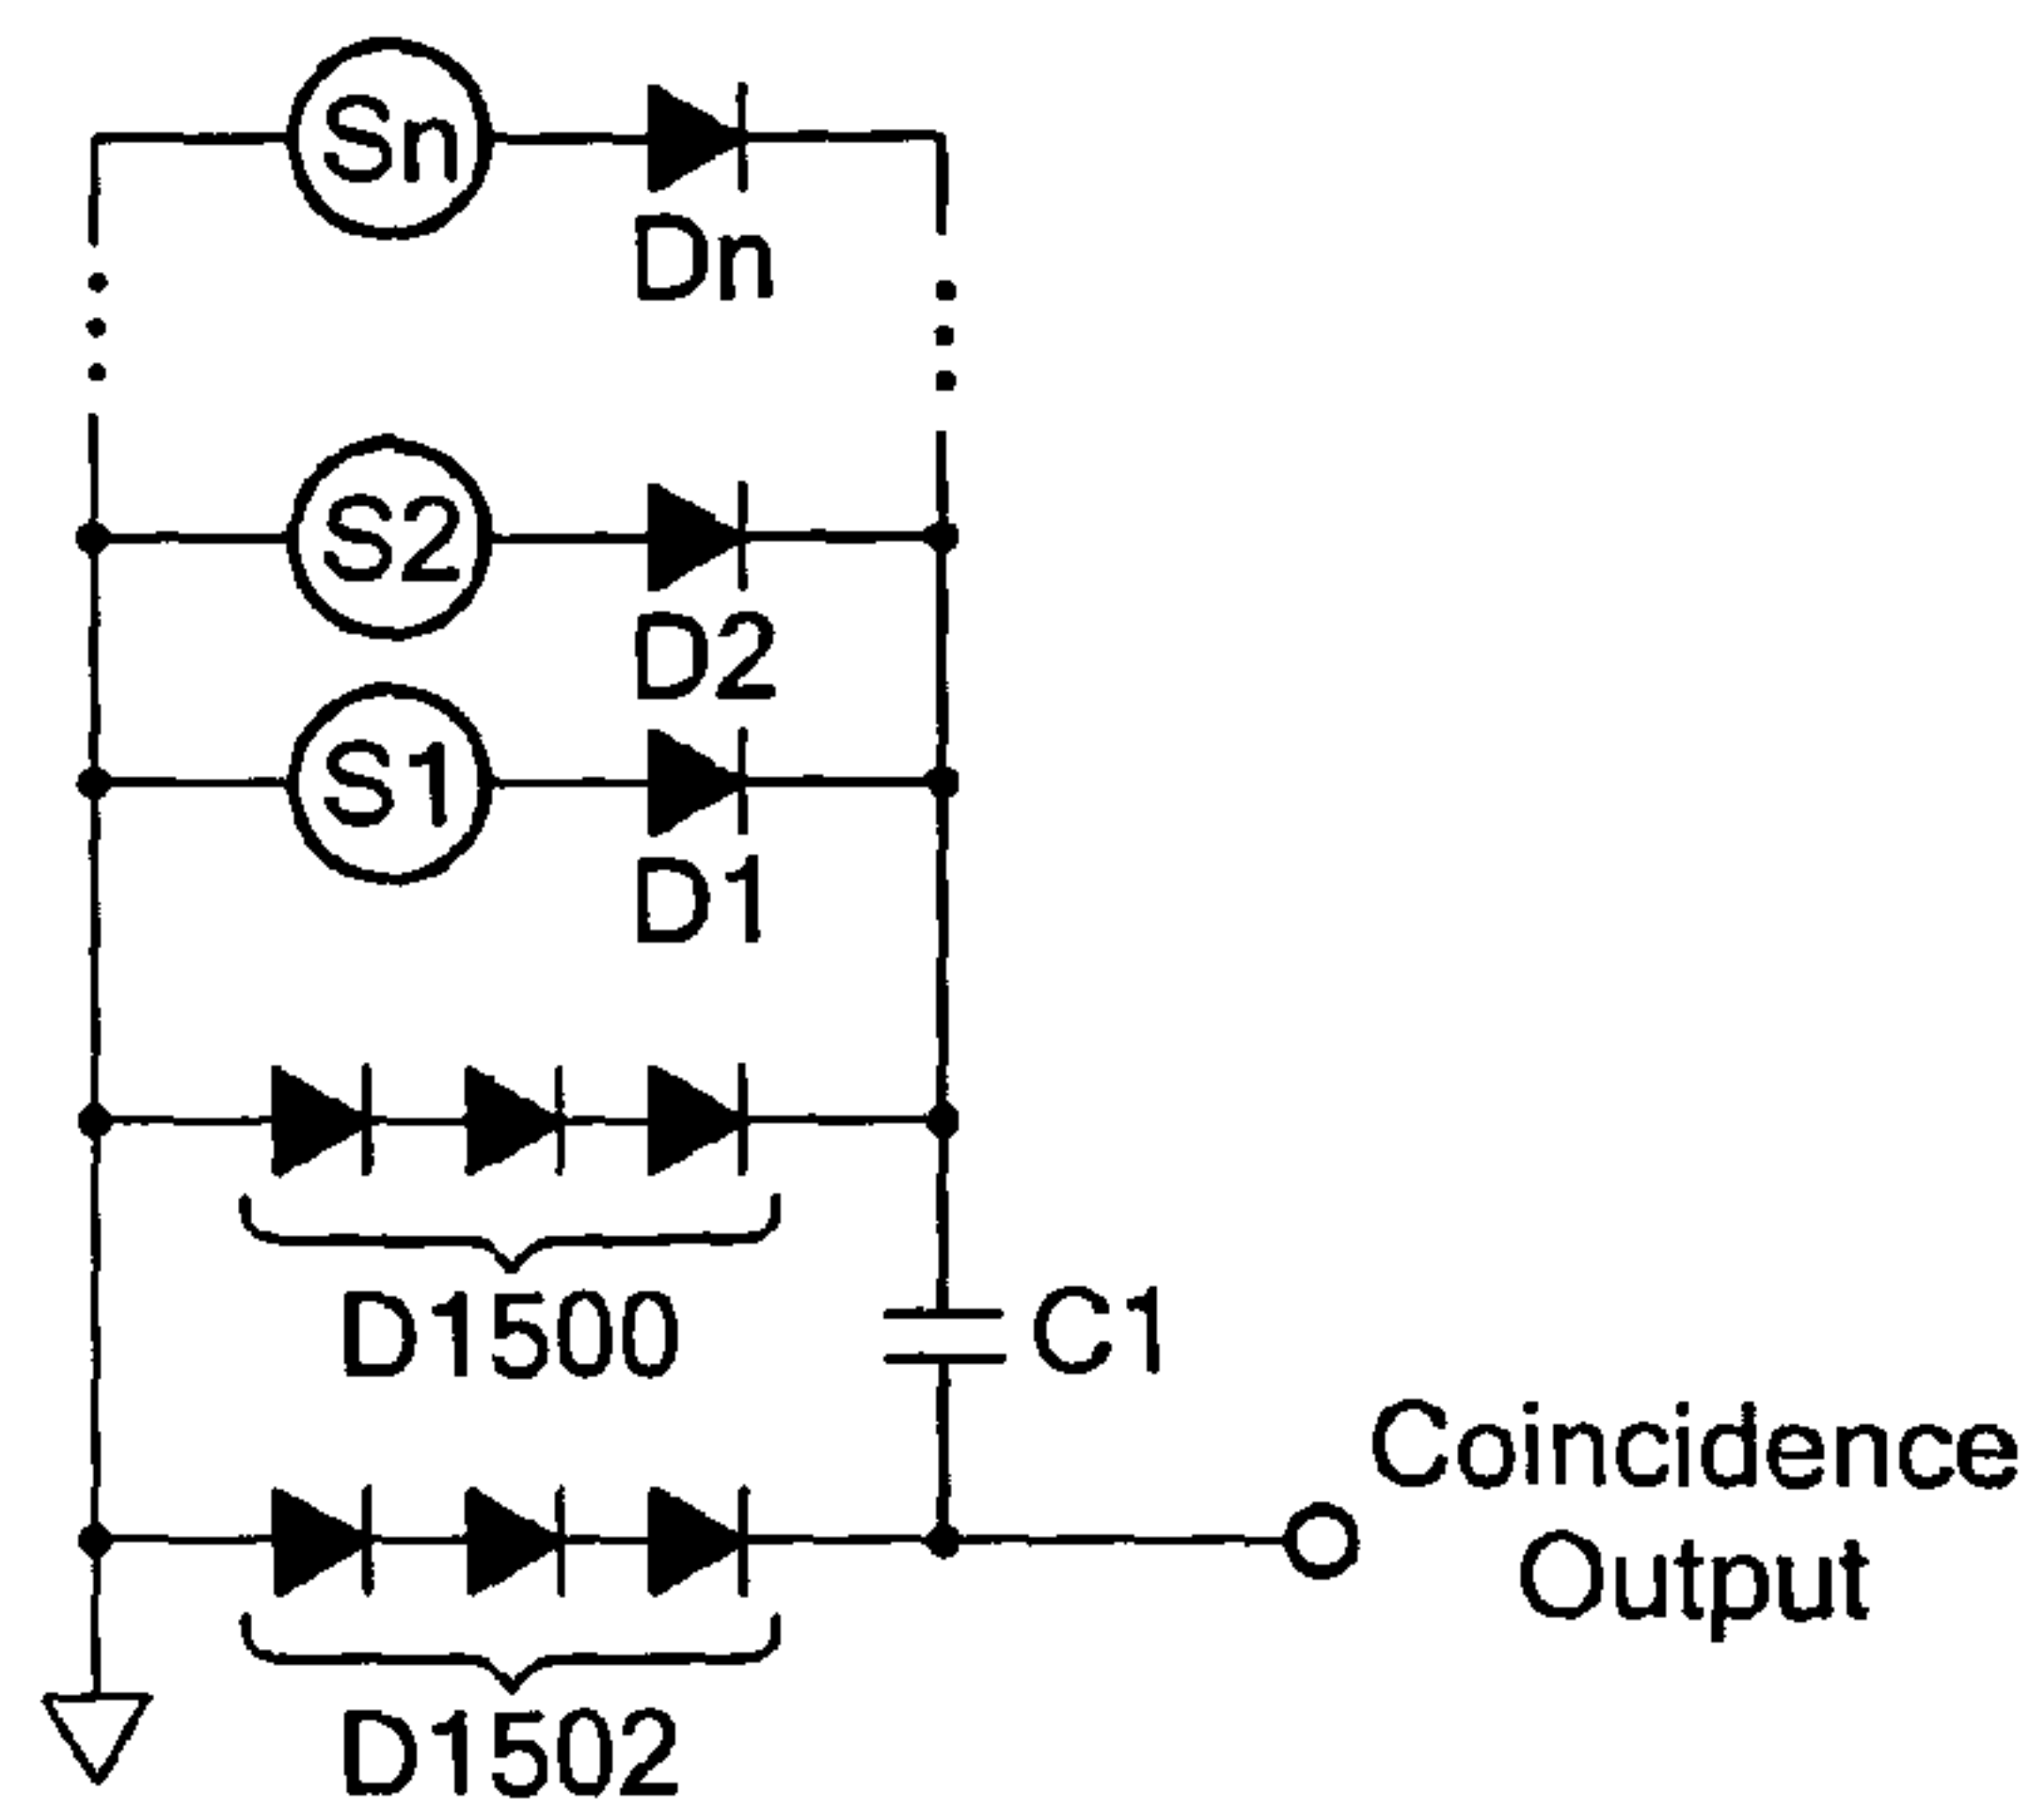 Sn
Dn
S2
D2
S1
D1
D1500
C1
Coincidence
Output
D1502